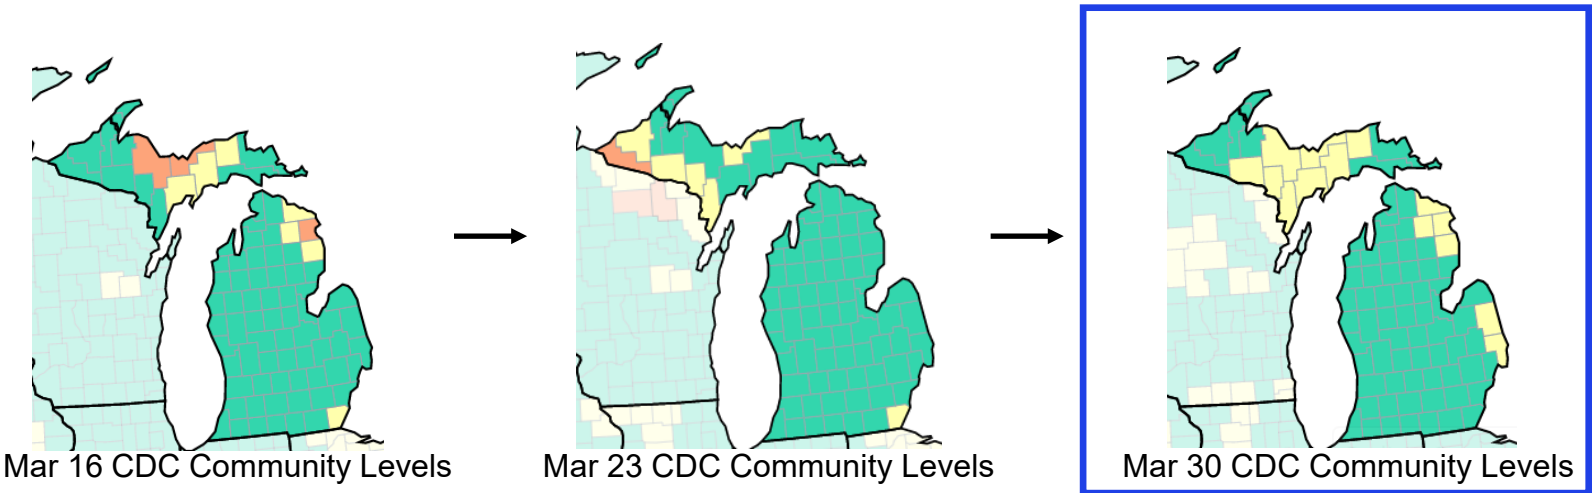 Mar 16 CDC Community Levels
Mar 23 CDC Community Levels
Mar 30 CDC Community Levels